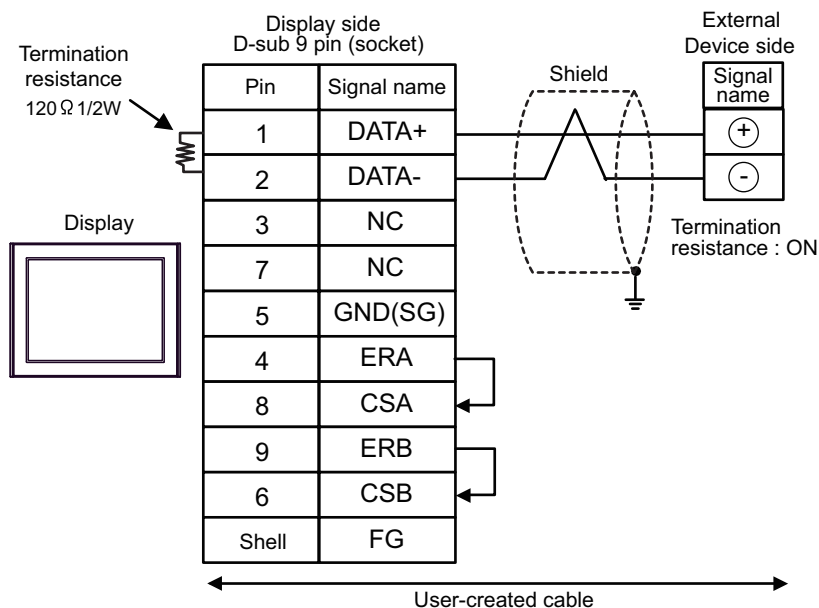 Display side
D-sub 9 pin (socket)
External
Device side
Termination
resistance
120Ω 1/2W
Pin
Signal name
Shield
Signal
name
1
DATA+
+
2
DATA-
-
3
NC
Display
Termination
resistance : ON
7
NC
5
GND(SG)
4
ERA
8
CSA
9
ERB
6
CSB
Shell
FG
User-created cable